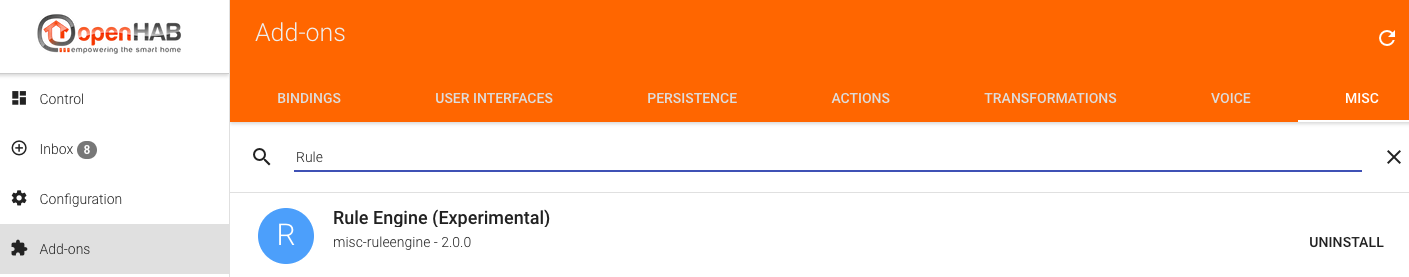 openHAB
empowering the smart home
Add-ons
Control
BINDINGS USER INTERFACES PERSISTENCE ACTIONS TRANSFORMATIONS VOICE MISC
Inbox 8
Rule
Configuration
Rule Engine (Experimental)
misc-ruleengine - 2.0.0
UNINSTALL
Add-ons
R